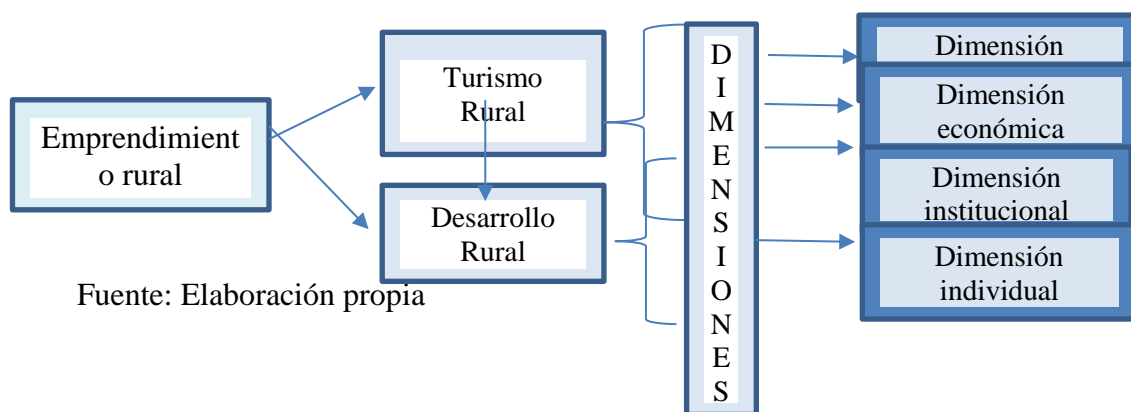 Emprendimient
o rural
Turismo
Rural
Desarrollo
Rural
D
I
M
E
N
S
I
O
N
E
S
Dimensión
Dimensión
económica
Dimensión
institucional
Dimensión
individual
Fuente: Elaboración propia